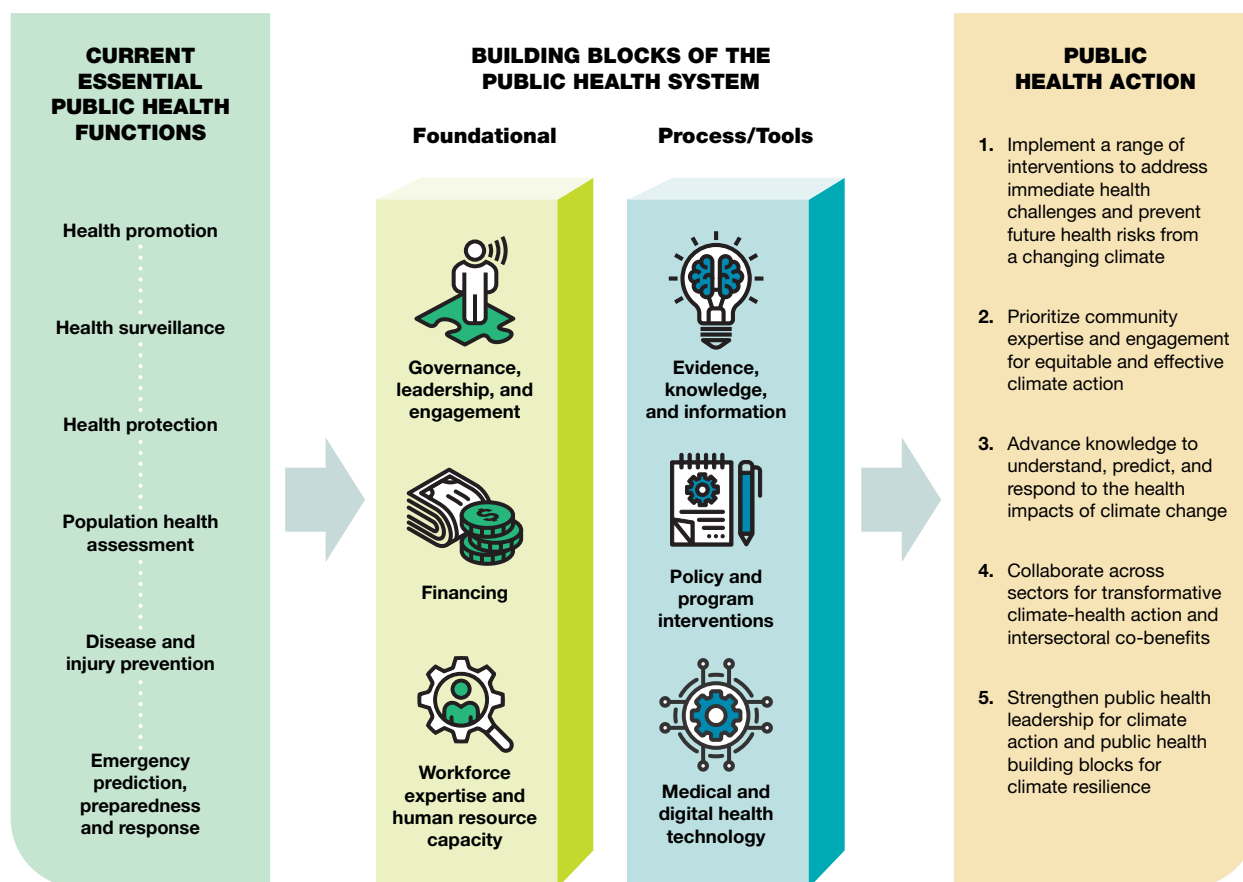 CURRENT
ESSENTIAL
PUBLIC HEALTH
FUNCTIONS
Health promotion
Health surveillance
Health protection
Population health
assessment
Disease and
injury prevention
Emergency
prediction,
preparedness
and response
BUILDING BLOCKS OF THE
PUBLIC HEALTH SYSTEM
Foundational
Governance,
leadership, and
engagement
$
Financing
Workforce
expertise and
human resource
capacity
Process/Tools
Evidence,
knowledge,
and information
Policy and
program
interventions
Medical and
digital health
technology
PUBLIC
HEALTH ACTION
1. Implement a range of
interventions to address
immediate health
challenges and prevent
future health risks from
a changing climate
2. Prioritize community
expertise and engagement
for equitable and effective
climate action
3. Advance knowledge to
understand, predict, and
respond to the health
impacts of climate change
4. Collaborate across
sectors for transformative
climate-health action and
intersectoral co-benefits
5. Strengthen public health
leadership for climate
action and public health
building blocks for
climate resilience